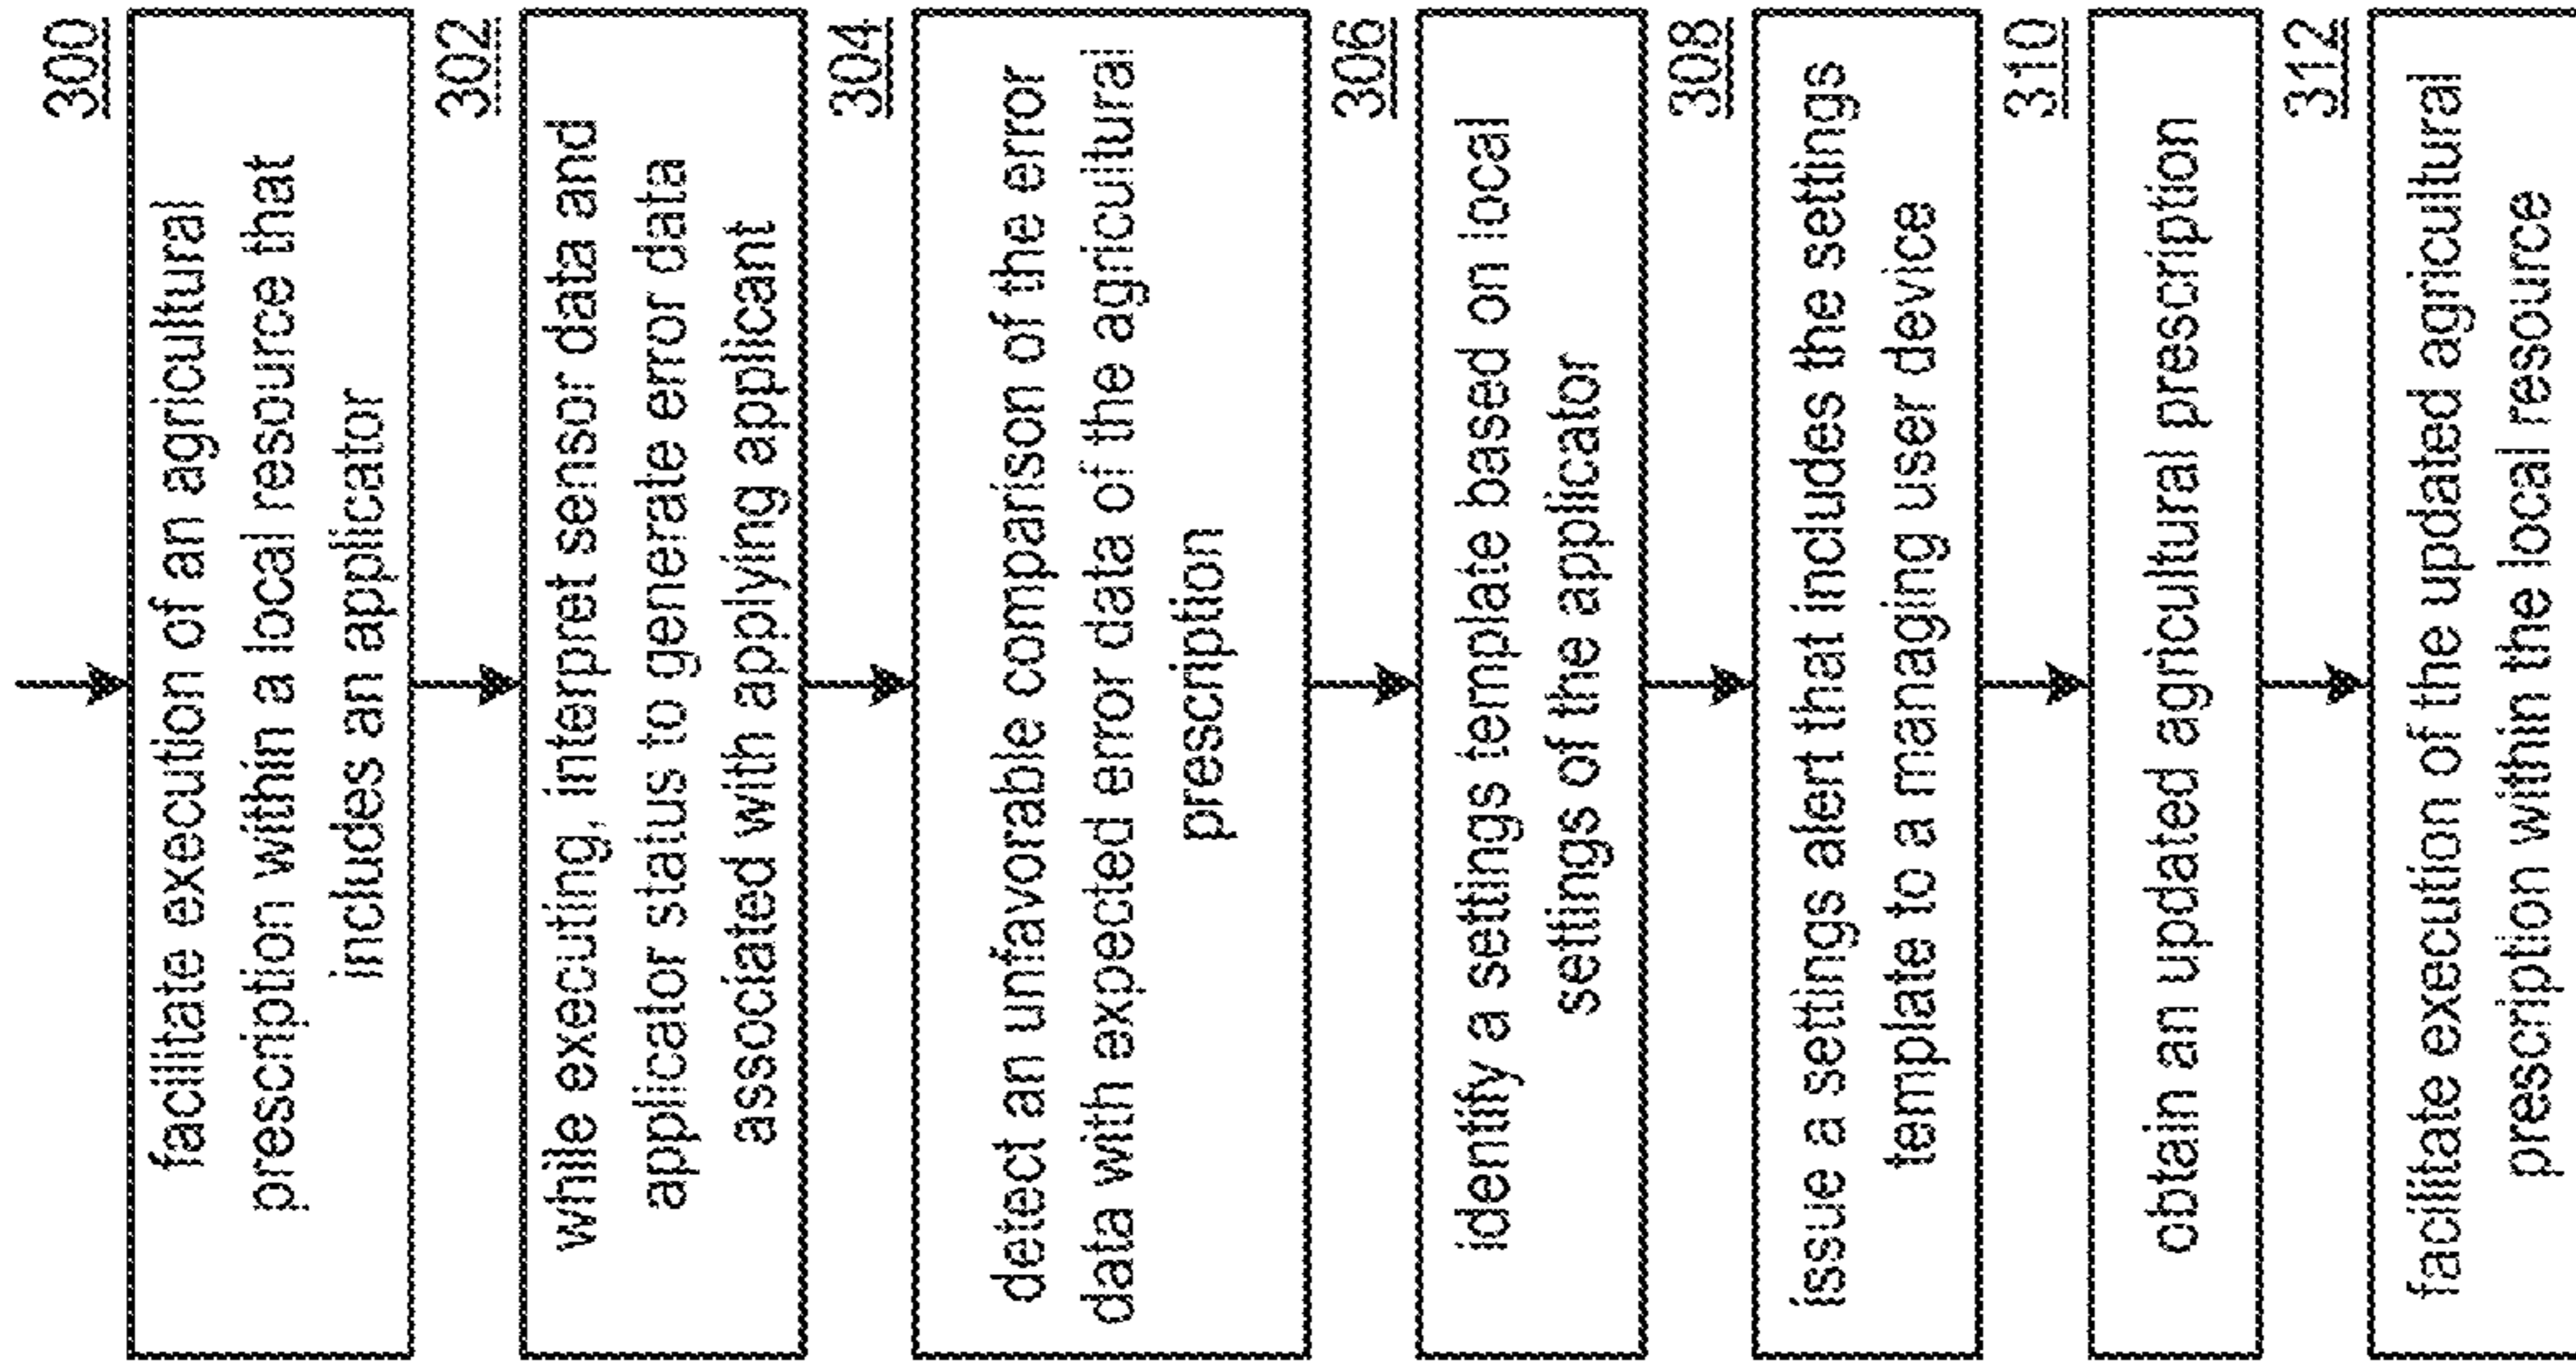 300
facilitate execution of an agricultural
prescription within a local resource that
includes an applicator
302
while executing, interpret sensor data and
applicator status to generate error data
associated with applying applicant
304
detect an unfavorable comparison of the error
data with expected error data of the agricultural
prescription
306
identify a settings template based on local
settings of the applicator
308
issue a settings alert that includes the settings
template to a managing user device
310
obtain an updated agricultural prescription
312
facilitate execution of the updated agricultural
prescription within the local resource